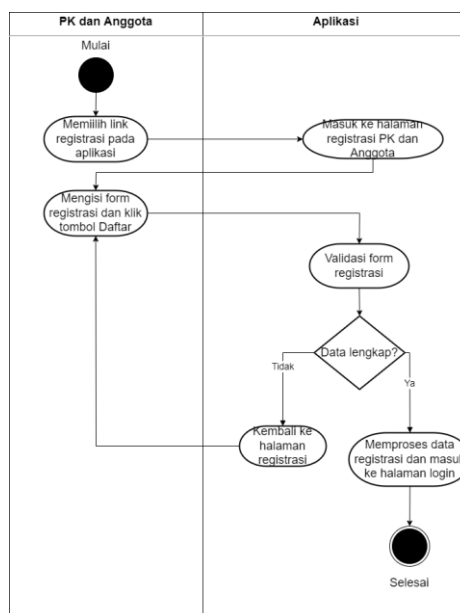 PK dan Anggota
Aplikasi
Mulai
Memiilih link
registrasi pada
aplikasi
Masuk ke halaman
registrasi PK dan
Anggota
Mengisi form
registrasi dan klik
tombol Daftar
Validasi form
registrasi
Data lengkap?
Tidak
Ya
Kembali ke
halaman
registrasi
Memproses data
registrasi dan masuk
ke halaman login
Selesai